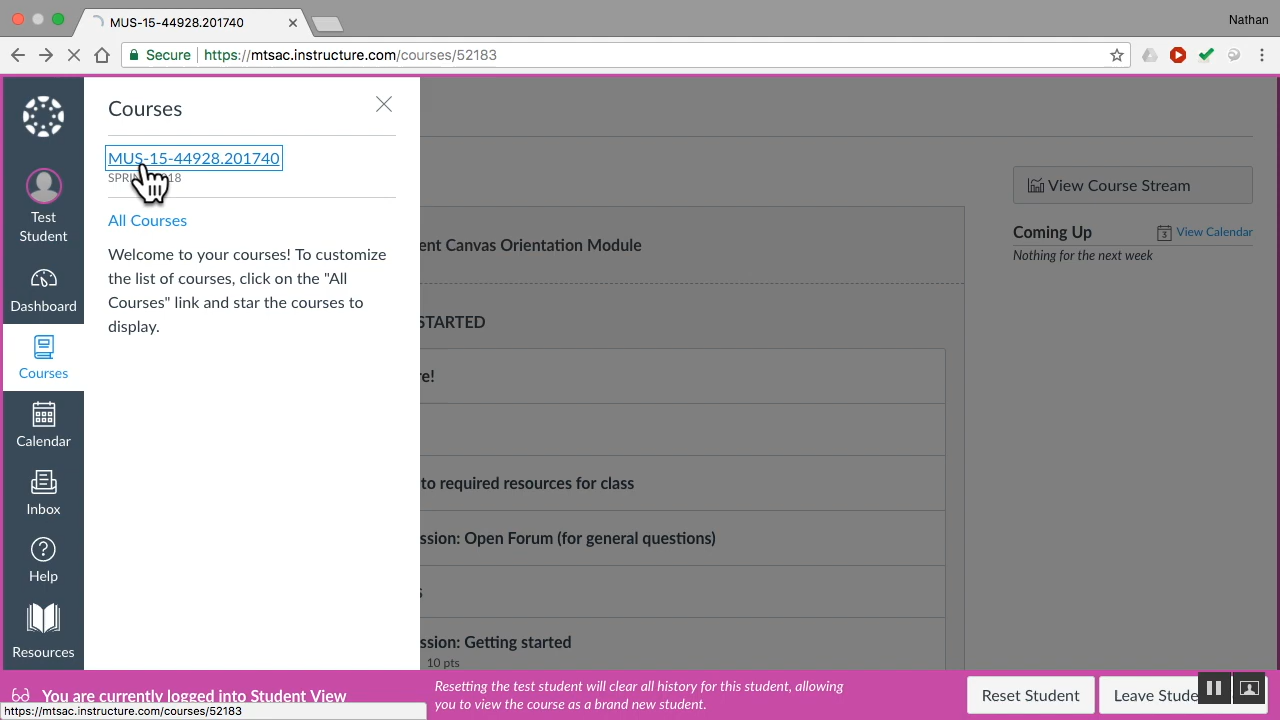 MUS-15-44928.201740
Nathan
Secure
https://mtsac.instructure.com/courses/52183
Test
Student
Dashboard
Courses
Calendar
Inbox
Help
Resources
Courses
MUS-15-44928.201740
All Courses
Welcome to your courses! To customize
the list of courses, click on the "All
Courses" link and star the courses to
display.
ent Canvas Orientation Module
STARTED
re!
to required resources for class
ssion: Open Forum (for general questions)
s
ssion: Getting started
10 pts
View Course Stream
Coming Up
3
View Calendar
Nothing for the next week
You are currently logged into Student View
Resetting the test student will clear all history for this student, allowing
you to view the course as a brand new student.
Reset Student
Leave Stude
https://mtsac.instructure.com/courses/52183